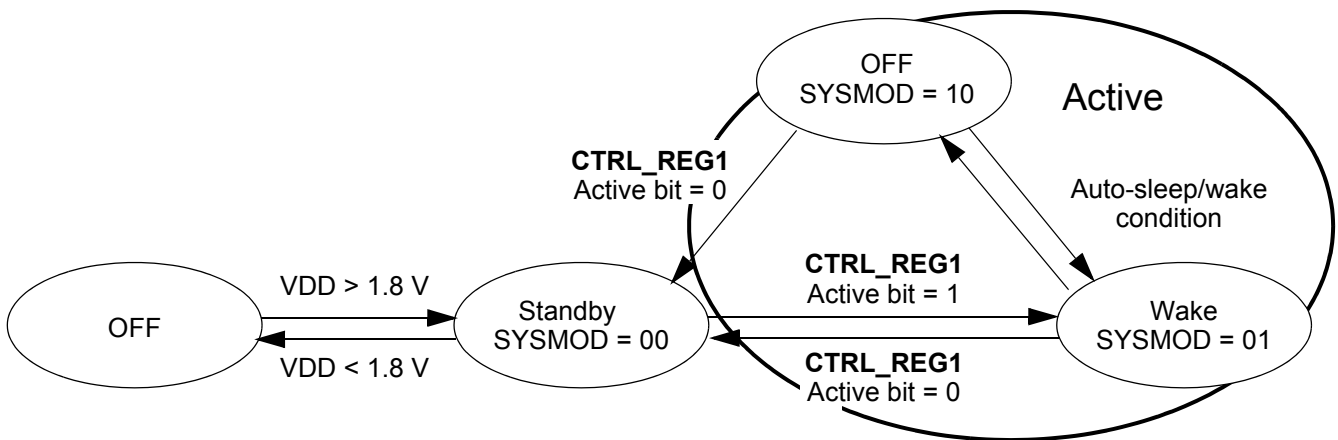 OFF
SYSMOD = 10
Active
CTRL_REG1
Active bit = 0
Auto-sleep/wake
condition
VDD > 1.8 V
CTRL_REG1
Active bit = 1
OFF
Standby
SYSMOD = 00
Wake
SYSMOD = 01
VDD < 1.8 V
CTRL_REG1
Active bit = 0